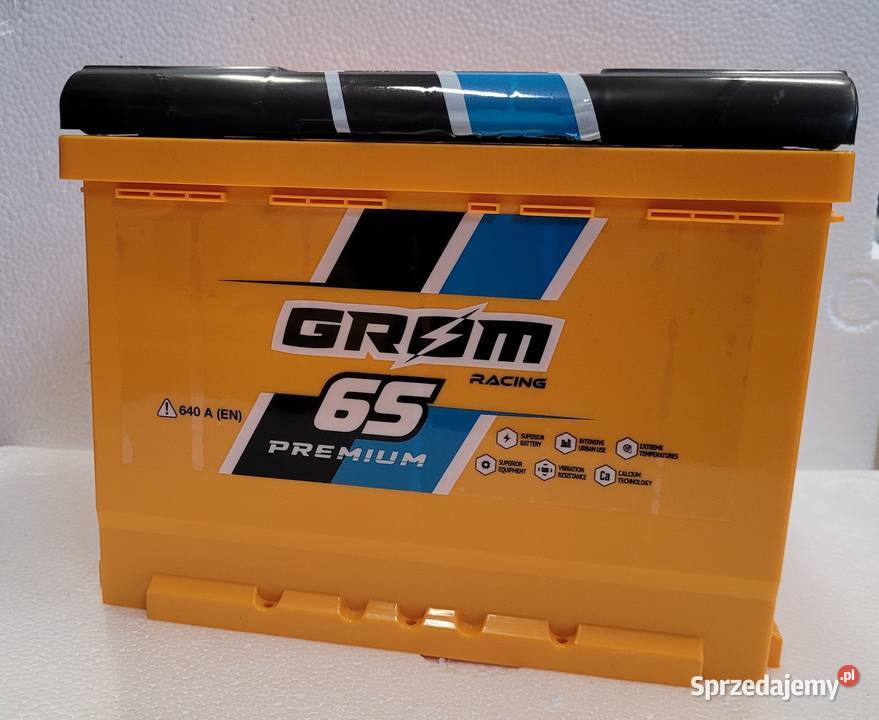 GRØM
RACING
65
PREMIUM
640 A (EN)
SUPERIOR
BATTERY
INTENSIVE
URBAN USE
EXTREME
TEMPERATURES
SUPERIOR
EQUIPMENT
VIBRATION
RESISTANCE
Ca
CALCIUM
TECHNOLOGY
Sprzedajemy.pl